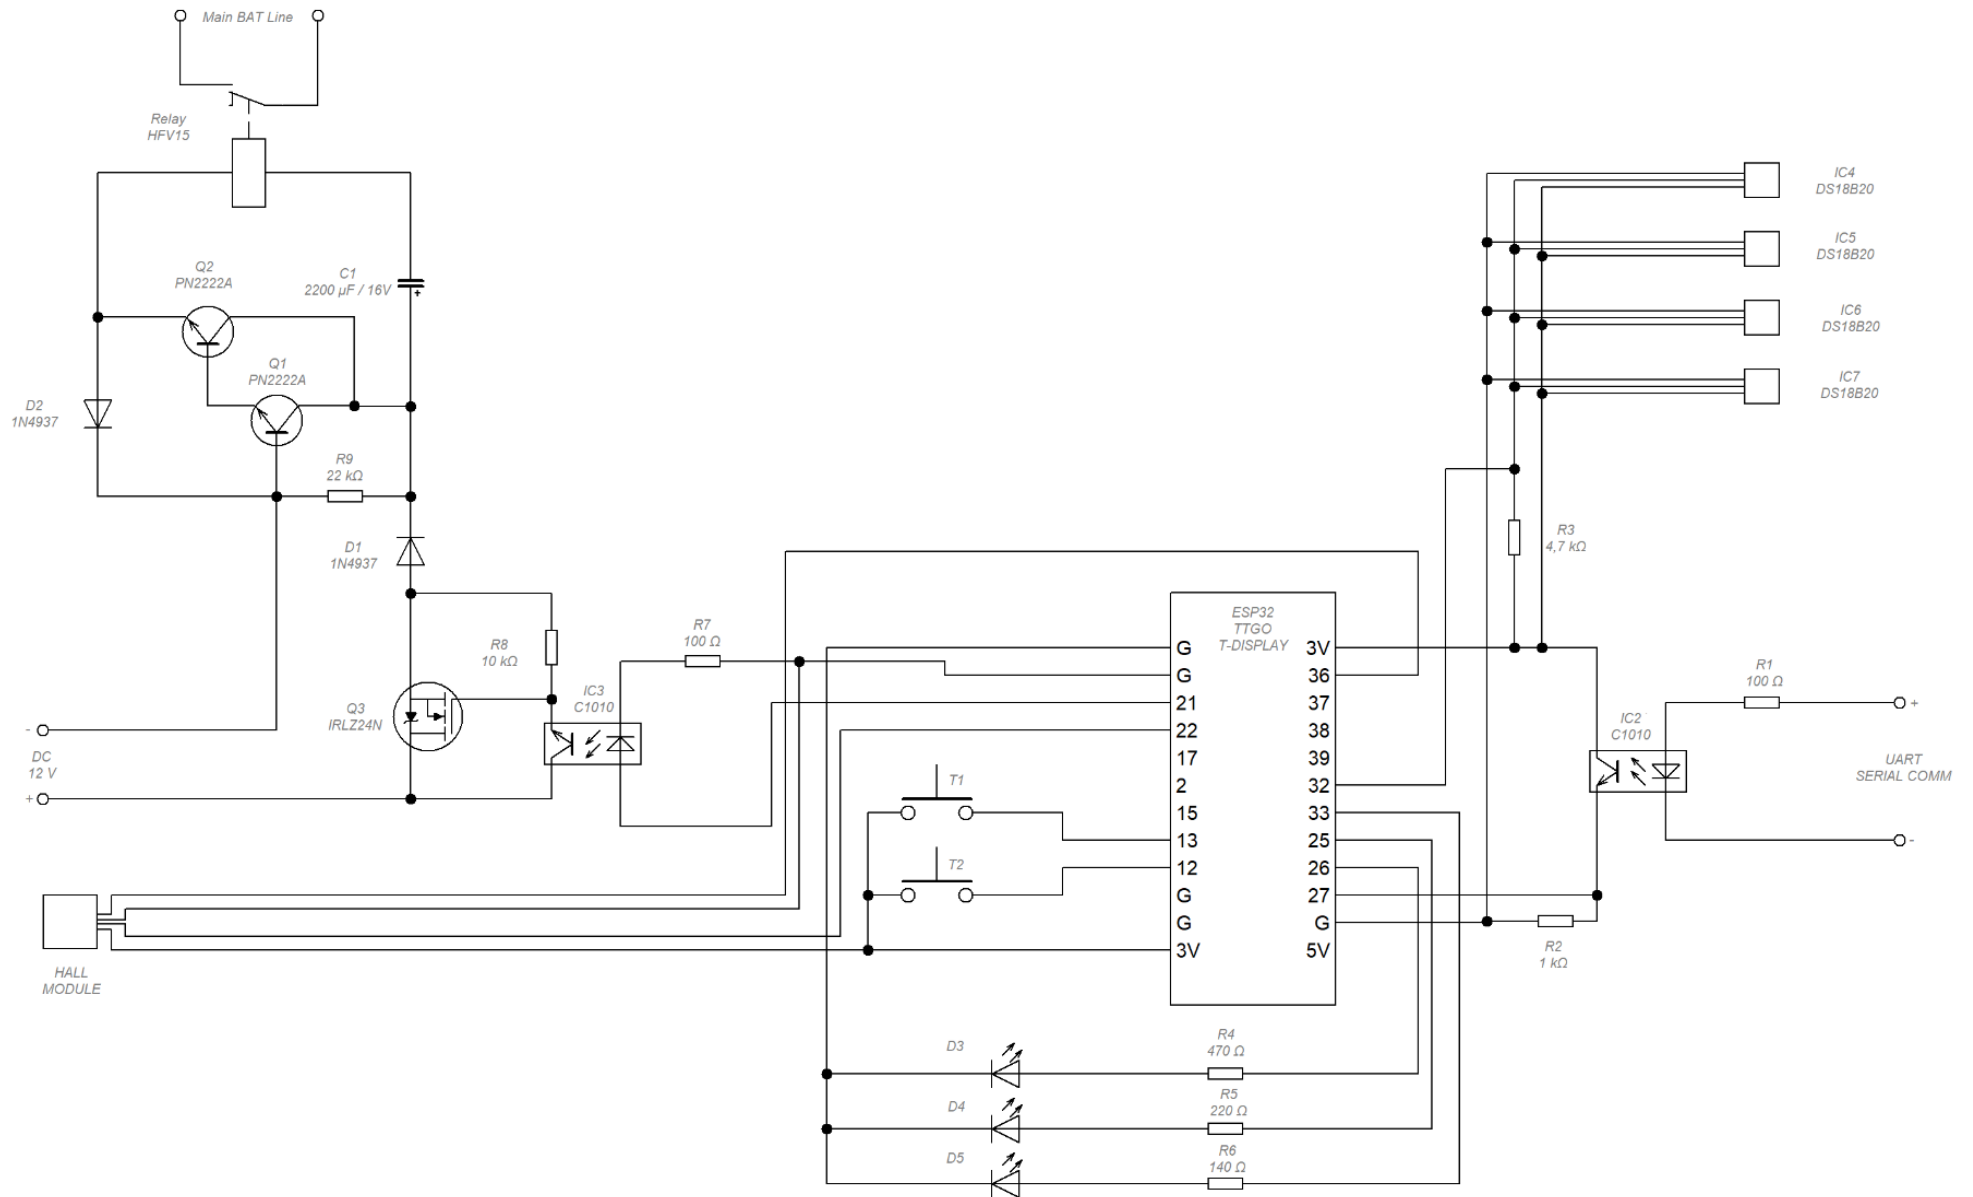 Main BAT Line
Relay
HFV15
Q2
PN2222A
C1
2200 µF / 16V
+
Q1
PN2222A
D2
1N4937
R9
22 kΩ
D1
1N4937
R8
10 kΩ
Q3
IRLZ24N
IC3
C1010
R7
100 Ω
-
DC
12 V
+
HALL
MODULE
T1
T2
ESP32
TTGO
T-DISPLAY
G 3V
G 36
21 37
22 38
17 39
2 32
15 33
13 25
12 26
G 27
G G
3V 5V
IC4
DS18B20
IC5
DS18B20
IC6
DS18B20
IC7
DS18B20
R3
4,7 kΩ
R1
100 Ω
IC2
C1010
+
UART
SERIAL COMM
-
R2
1 kΩ
D3
R4
470 Ω
D4
R5
220 Ω
D5
R6
140 Ω